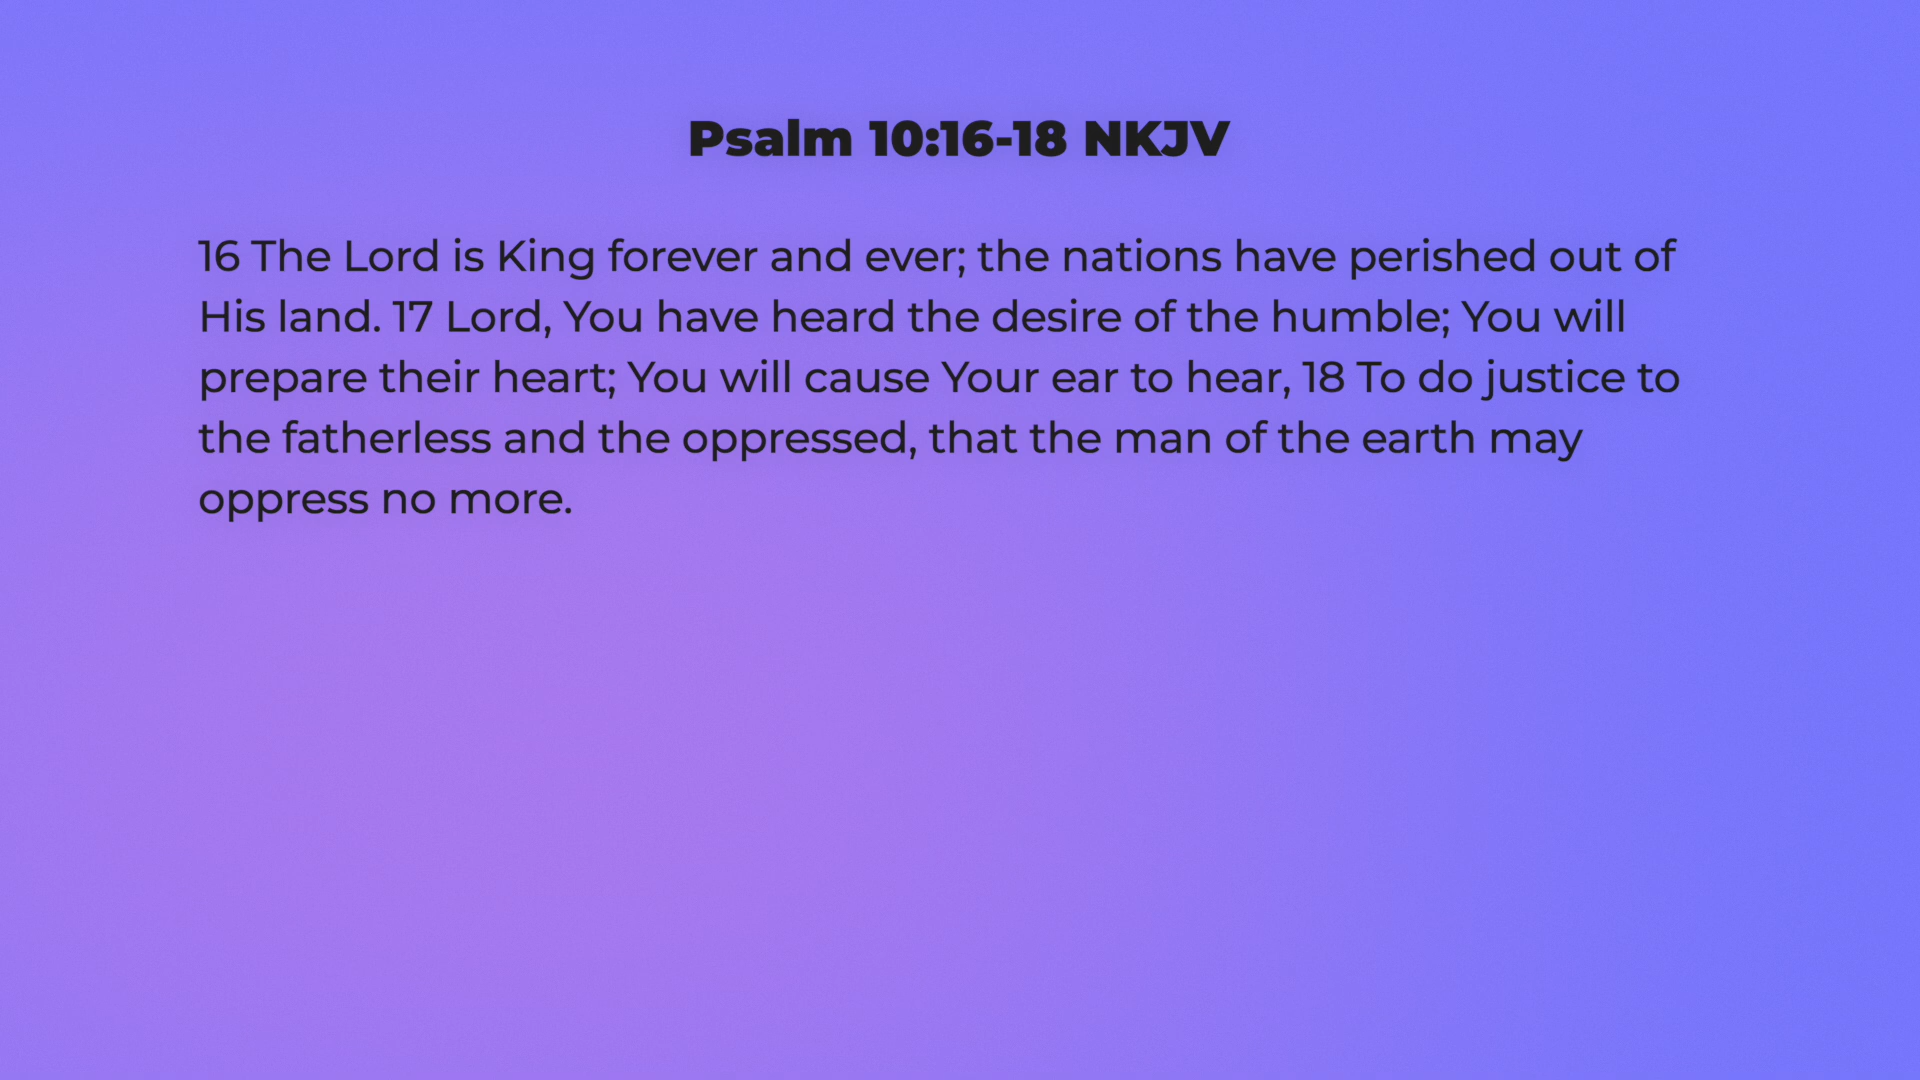 Psalm 10:16-18 NKJV
16 The Lord is King forever and ever; the nations have perished out of
His land. 17 Lord, You have heard the desire of the humble; You will
prepare their heart; You will cause Your ear to hear, 18 To do justice to
the fatherless and the oppressed, that the man of the earth may
oppress no more.